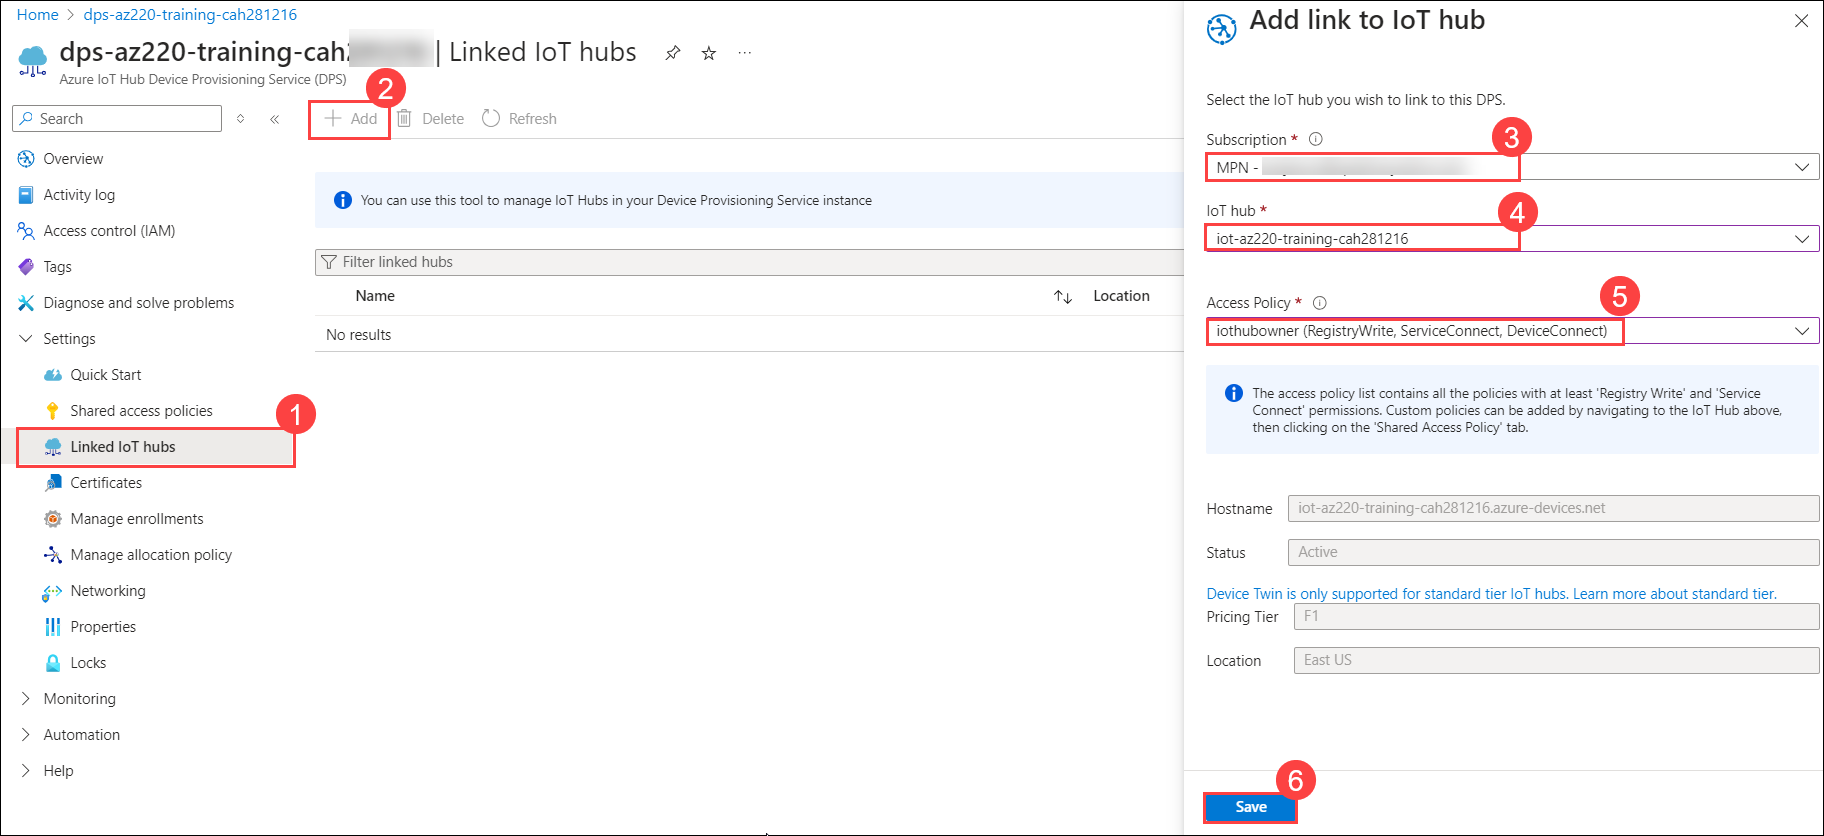 Home > dps-az220-training-cah281216
dps-az220-training-cah | Linked IoT hubs
Azure IoT Hub Device Provisioning Service (DPS)
2
Search
Add
Delete
Refresh
Overview
Activity log
Access control (IAM)
Tags
Diagnose and solve problems
Settings
Quick Start
Shared access policies
1
Linked IoT hubs
Certificates
Manage enrollments
Manage allocation policy
Networking
Properties
Locks
Monitoring
Automation
Help
You can use this tool to manage IoT Hubs in your Device Provisioning Service instance
Filter linked hubs
Name
Location
No results
Add link to IoT hub
Select the IoT hub you wish to link to this DPS.
Subscription *
3
MPN -
IoT hub *
4
iot-az220-training-cah281216
Access Policy *
5
iothubowner (RegistryWrite, ServiceConnect, DeviceConnect)
The access policy list contains all the policies with at least 'Registry Write' and 'Service
Connect' permissions. Custom policies can be added by navigating to the IoT Hub above,
then clicking on the 'Shared Access Policy' tab.
Hostname
iot-az220-training-cah281216.azure-devices.net
Status
Active
Device Twin is only supported for standard tier IoT hubs. Learn more about standard tier.
Pricing Tier
F1
Location
East US
6
Save